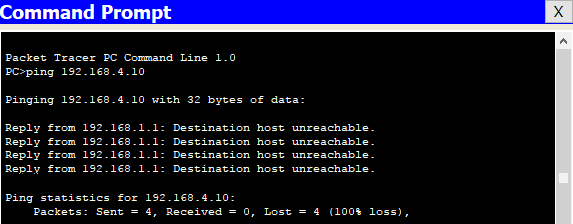 Command Prompt
X
Packet Tracer PC Command Line 1.0
PC>ping 192.168.4.10
Pinging 192.168.4.10 with 32 bytes of data:
Reply from 192.168.1.1: Destination host unreachable.
Reply from 192.168.1.1: Destination host unreachable.
Reply from 192.168.1.1: Destination host unreachable.
Reply from 192.168.1.1: Destination host unreachable.
Ping statistics for 192.168.4.10:
Packets: Sent = 4, Received = 0, Lost = 4 (100% loss),